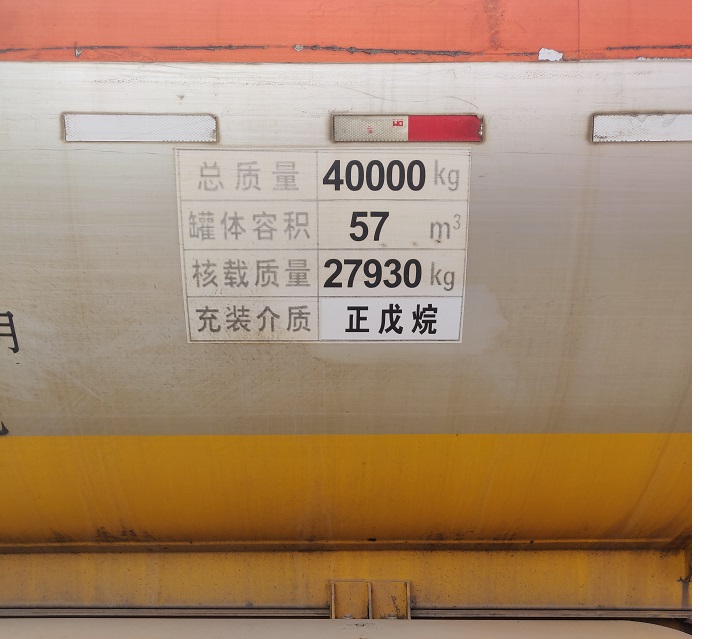 总质量 40000 kg
罐体容积 57 m³
核载质量 27930 kg
充装介质 正戊烷